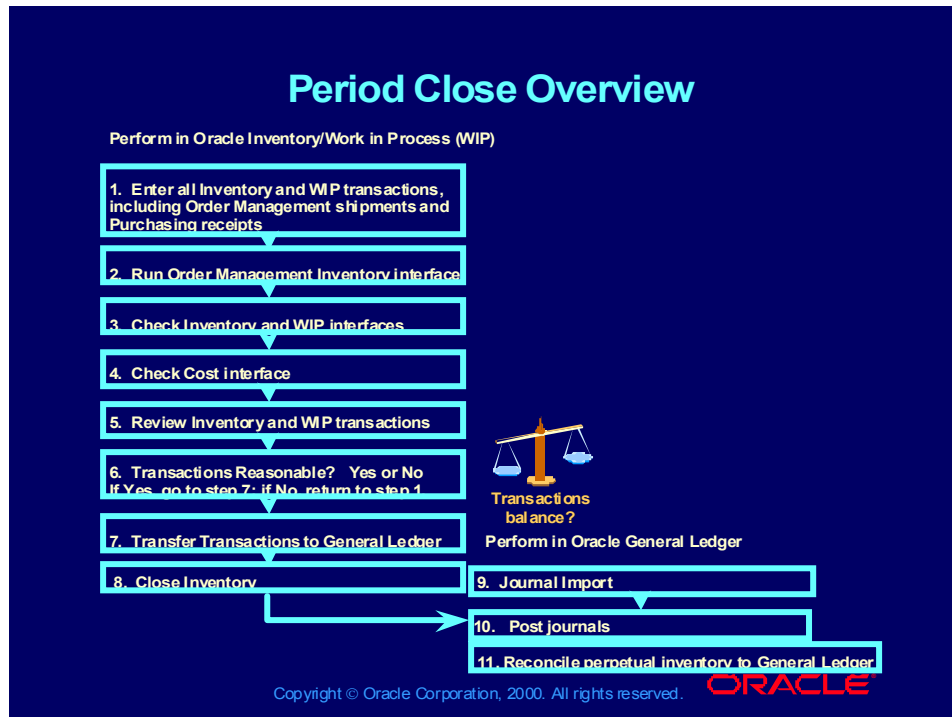 Period Close Overview
Perform in Oracle Inventory/Work in Process (WIP)
1. Enter all Inventory and WIP transactions,
including Order Management shipments and
Purchasing receipts
2. Run Order Management Inventory interface
3. Check Inventory and WIP interfaces
4. Check Cost interface
5. Review Inventory and WIP transactions
6. Transactions Reasonable? Yes or No
If Yes, go to step 7; if No, return to step 1
7. Transfer Transactions to General Ledger
8. Close Inventory
Transactions
balance?
Perform in Oracle General Ledger
9. Journal Import
10. Post journals
11. Reconcile perpetual inventory to General Ledger
Copyright © Oracle Corporation, 2000. All rights reserved.
ORACLE®